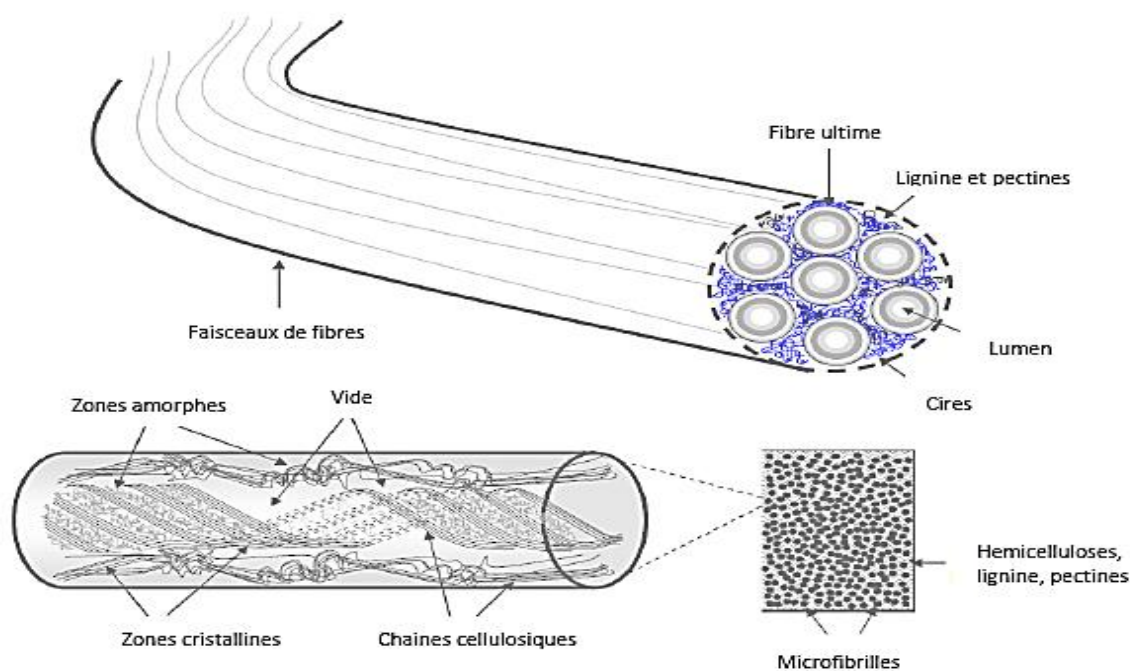 Fibre ultime
Lignine et pectines
Faisceaux de fibres
Lumen
Cires
Zones amorphes
Vide
Hemicelluloses,
lignine, pectines
Zones cristallines
Chaines cellulosiques
Microfibrilles